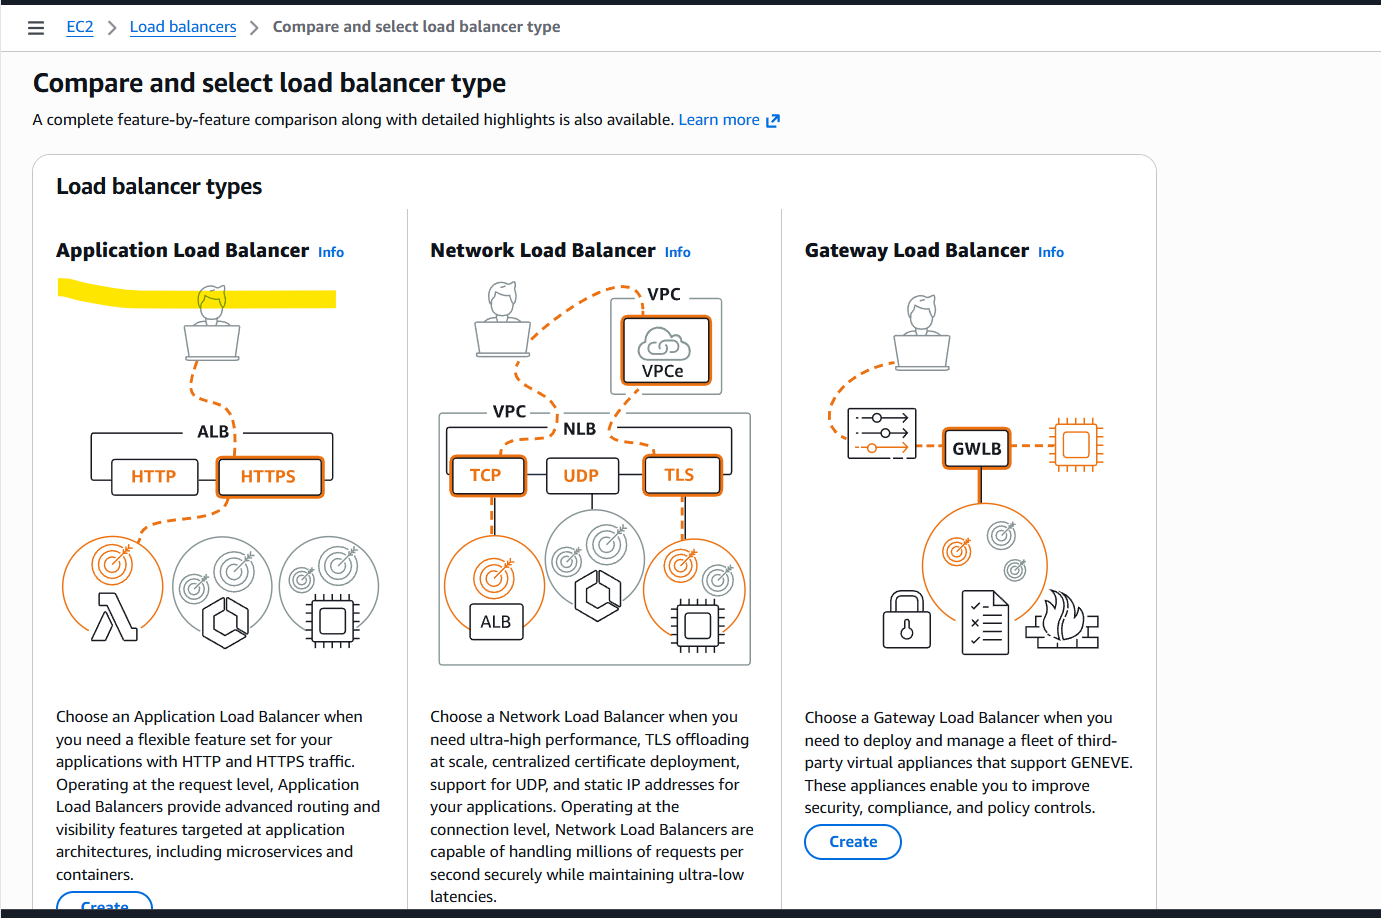 EC2 > Load balancers > Compare and select load balancer type
Compare and select load balancer type
A complete feature-by-feature comparison along with detailed highlights is also available. Learn more
Load balancer types
Application Load Balancer Info
ALB
HTTP
HTTPS
Choose an Application Load Balancer when
you need a flexible feature set for your
applications with HTTP and HTTPS traffic.
Operating at the request level, Application
Load Balancers provide advanced routing and
visibility features targeted at application
architectures, including microservices and
containers.
Create
Network Load Balancer Info
VPC
VPCe
VPC
NLB
TCP
UDP
TLS
ALB
Choose a Network Load Balancer when you
need ultra-high performance, TLS offloading
at scale, centralized certificate deployment,
support for UDP, and static IP addresses for
your applications. Operating at the
connection level, Network Load Balancers are
capable of handling millions of requests per
second securely while maintaining ultra-low
latencies.
Gateway Load Balancer Info
GWLB
Choose a Gateway Load Balancer when you
need to deploy and manage a fleet of third-
party virtual appliances that support GENEVE.
These appliances enable you to improve
security, compliance, and policy controls.
Create